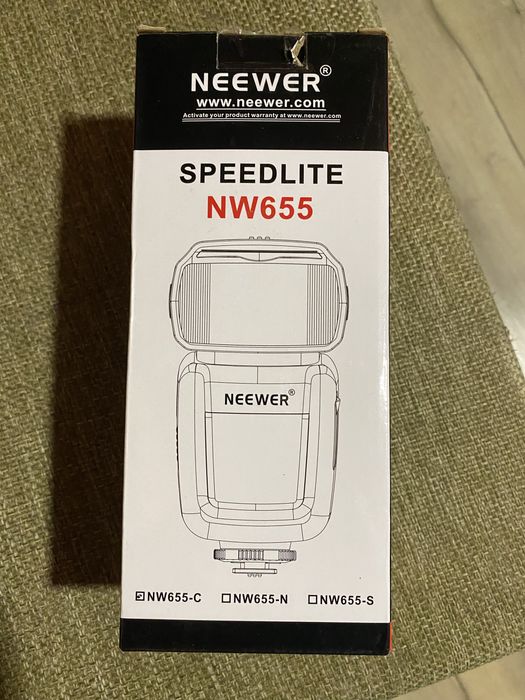 NEEWER®
www.neewer.com
Activate your product warranty at www.neewer.com
SPEEDLITE
NW655
NEEWER®
☑NW655-C ☐NW655-N ☐NW655-S